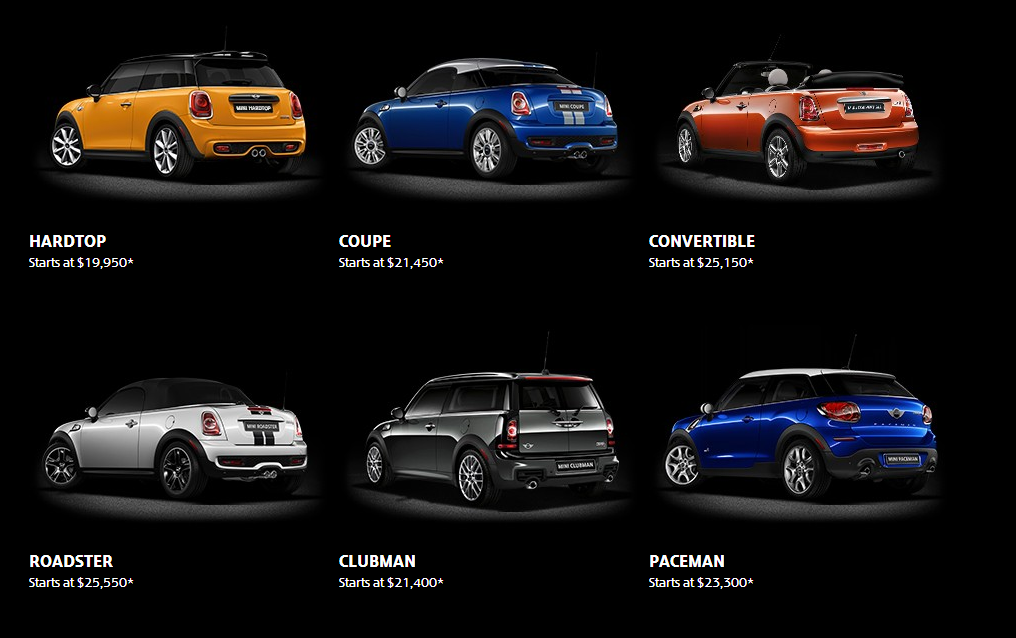 MINI HARDTOP
MINI COUPE
HARDTOP
Starts at $19,950*
COUPE
Starts at $21,450*
CONVERTIBLE
Starts at $25,150*
MINI ROADSTER
MINI CLUBMAN
PACEMAN
MINI PACEMAN
ROADSTER
Starts at $25,550*
CLUBMAN
Starts at $21,400*
PACEMAN
Starts at $23,300*